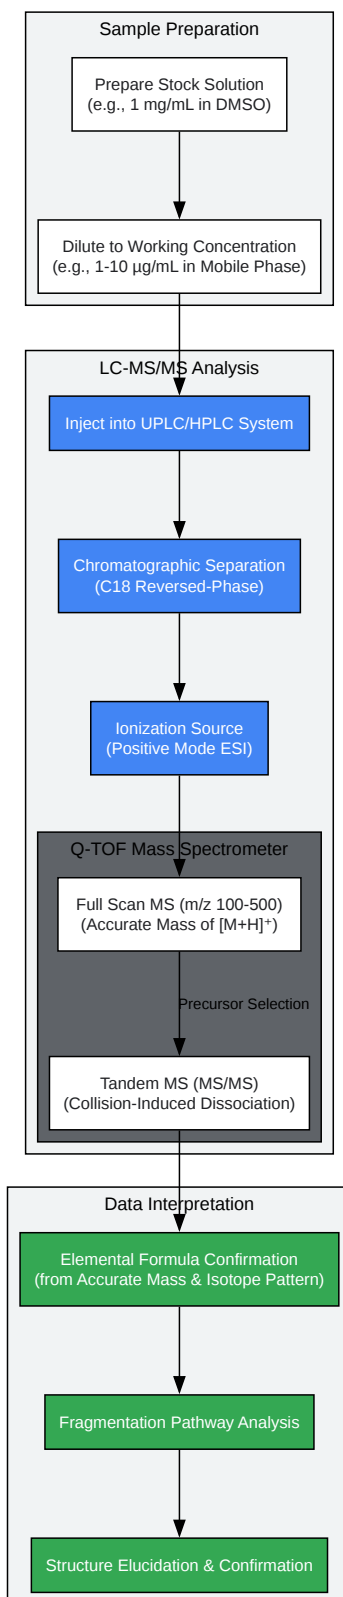 Sample Preparation
Prepare Stock Solution
(e.g., 1 mg/mL in DMSO)
Dilute to Working Concentration
(e.g., 1-10 µg/mL in Mobile Phase)
LC-MS/MS Analysis
Inject into UPLC/HPLC System
Chromatographic Separation
(C18 Reversed-Phase)
Ionization Source
(Positive Mode ESI)
Q-TOF Mass Spectrometer
Full Scan MS (m/z 100-500)
(Accurate Mass of [M+H]⁺)
Precursor Selection
Tandem MS (MS/MS)
(Collision-Induced Dissociation)
Data Interpretation
Elemental Formula Confirmation
(from Accurate Mass & Isotope Pattern)
Fragmentation Pathway Analysis
Structure Elucidation & Confirmation